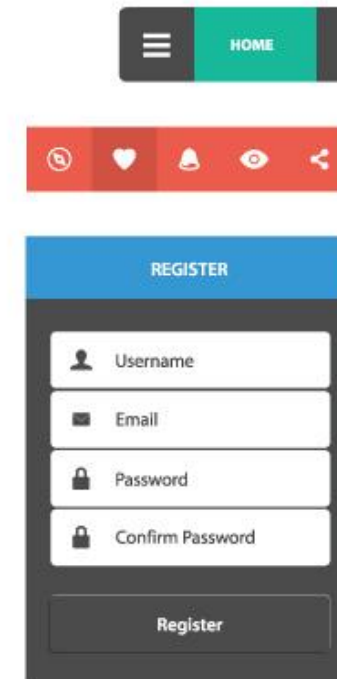 HOME
REGISTER
Username
Email
Password
Confirm Password
Register